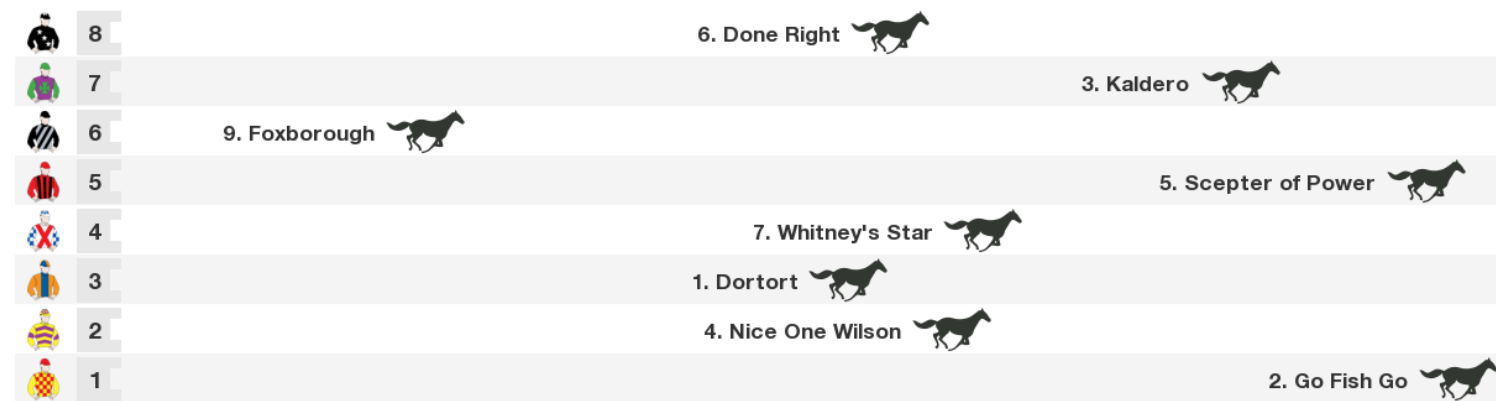 8 6. Done Right
7 3. Kaldero
6 9. Foxborough
5 5. Scepter of Power
4 7. Whitney's Star
3 1. Dortort
2 4. Nice One Wilson
1 2. Go Fish Go